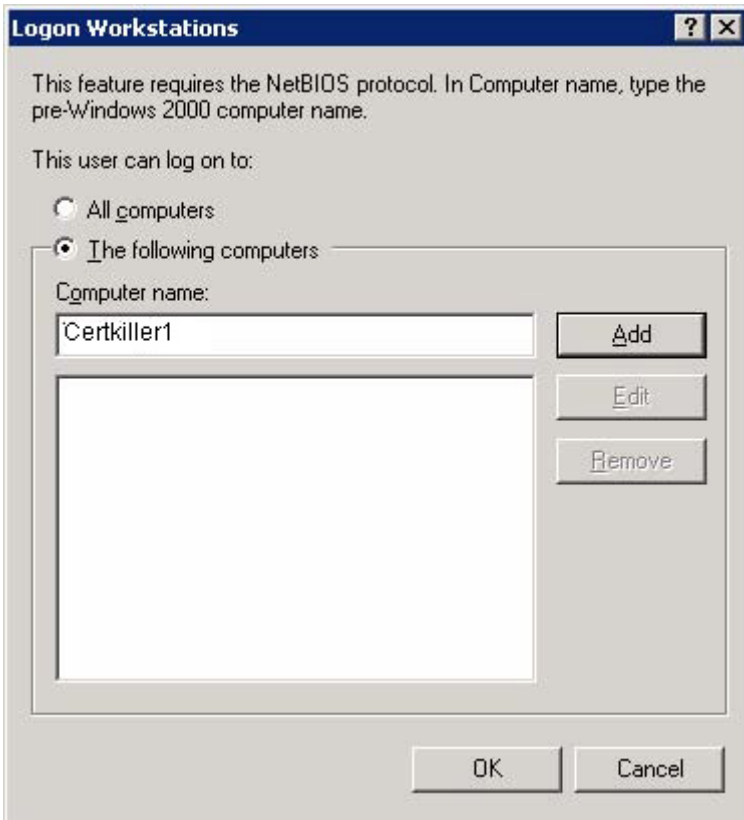 Logon Workstations
This feature requires the NetBIOS protocol. In Computer name, type the
pre-Windows 2000 computer name.
This user can log on to:
All computers
The following computers
Computer name:
Certkiller1
Add
Edit
Remove
OK
Cancel